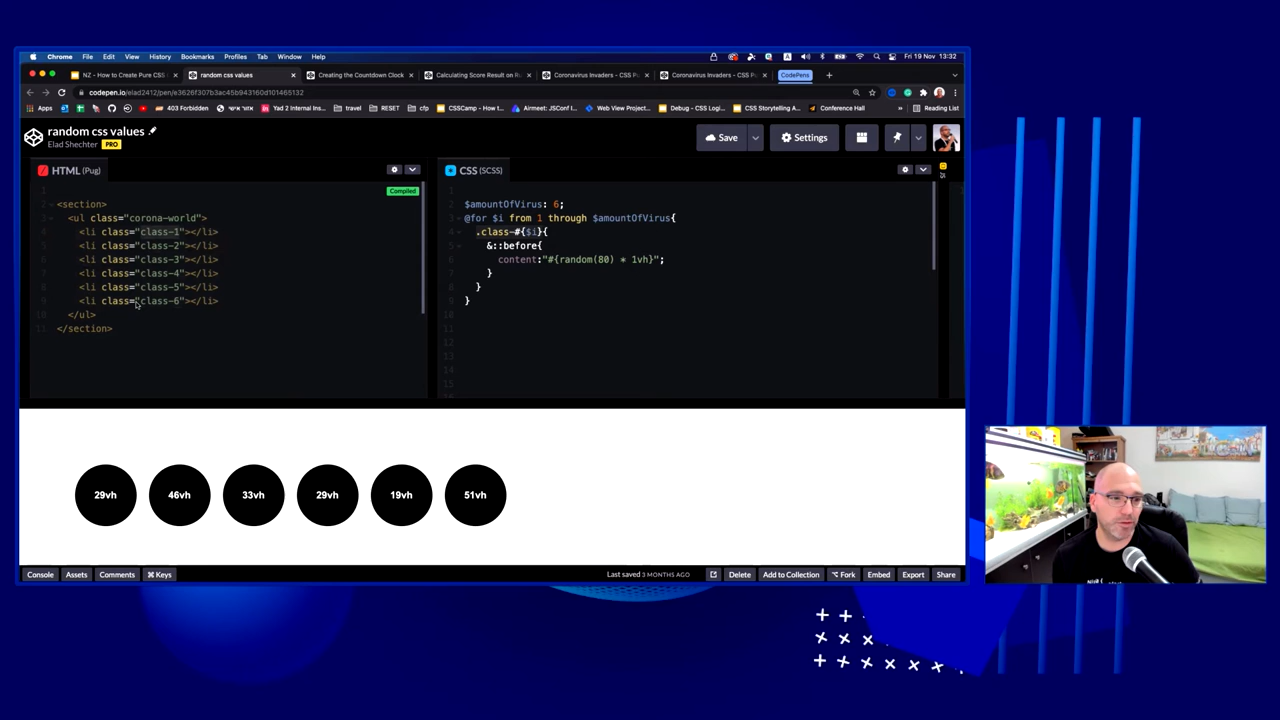 Chrome File Edit View History Bookmarks Profiles Tab Window Help
Fri 19 Nov 13:32
NZ - How to Create Pure CSS
random css values
Creating the Countdown Clock
Calculating Score Result on R
Coronavirus Invaders - CSS P
Coronavirus Invaders - CSS P
CodePens
codepen.io/elad2412/pen/e3626f307b3ac45b943160d101465132
Apps
403 Forbidden
Yad 2 Internal Ins...
travel
RESET
cfp
CSSCamp - How t...
Airmeet: JSConf I...
Web View Project...
Debug - CSS Logi...
CSS Storytelling A...
Conference Hall
»
Reading List
random css values
Elad Shechter PRO
Save
Settings
HTML (Pug)
CSS (SCSS)
JS
Compiled
1
2 <section>
3 <ul class="corona-world">
4 <li class="class-1"></li>
5 <li class="class-2"></li>
6 <li class="class-3"></li>
7 <li class="class-4"></li>
8 <li class="class-5"></li>
9 <li class="class-6"></li>
10 </ul>
11 </section>
1
2 $amountOfVirus: 6;
3 @for $i from 1 through $amountOfVirus{
4 .class-#{$i}{
5 &::before{
6 content:"#{random(80) * 1vh}";
7 }
8 }
9 }
10
11
12
13
14
15
29vh 46vh 33vh 29vh 19vh 51vh
Console Assets Comments ⌘ Keys
Last saved 3 MONTHS AGO
Delete Add to Collection Fork Embed Export Share